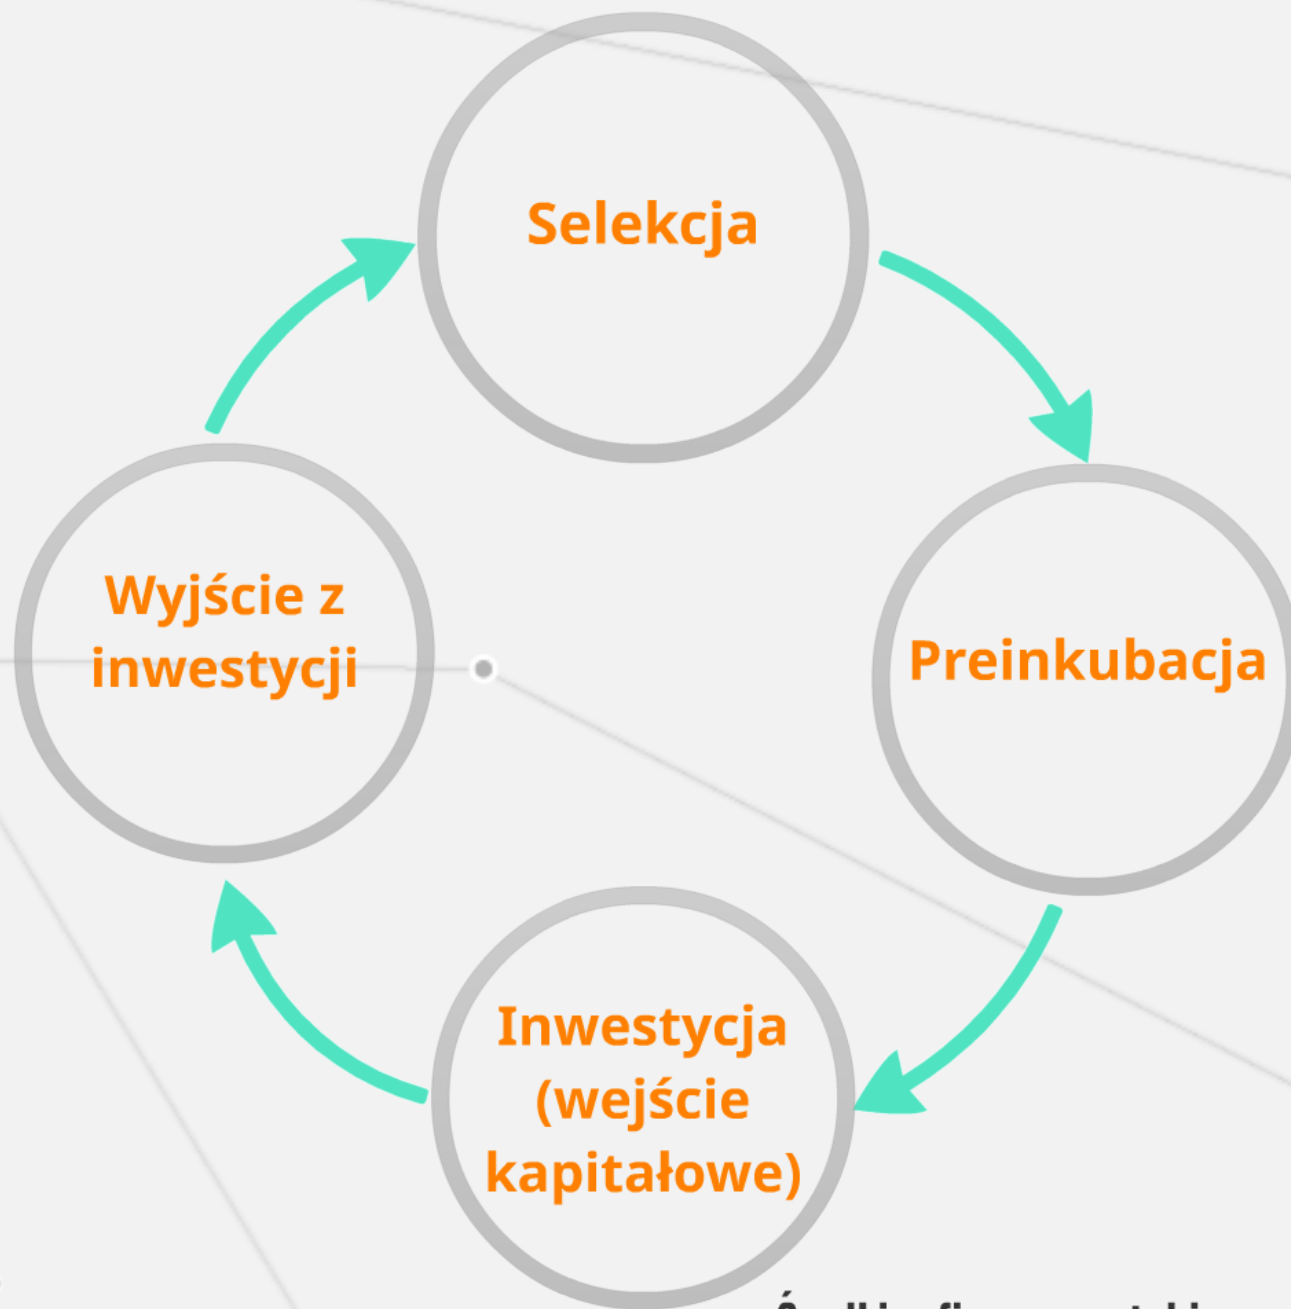 Selekcja
Preinkubacja
Inwestycja
(wejście
kapitałowe)
Wyjście z
inwestycji